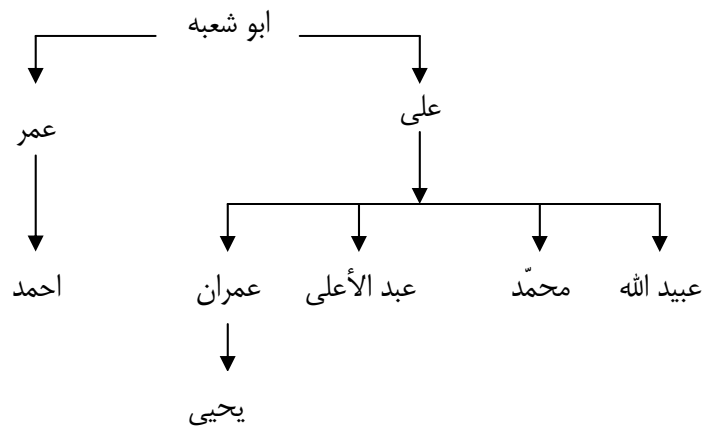 ابو شعبه
على
عمر
عبيد الله محمّد عبد الأعلى عمران احمد
يحيى